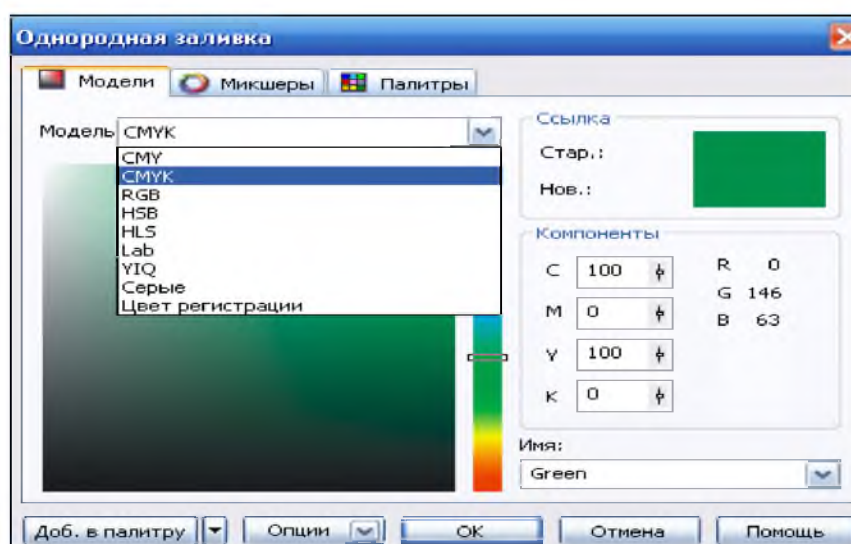 Однородная заливка
Модели Микшеры Палитры
Модель CMYK
CMY
CMYK
RGB
HSB
HLS
Lab
YIQ
Серые
Цвет регистрации
Ссылка
Стар.:
Нов.:
Компоненты
C 100 R 0
G 146
M 0 B 63
Y 100
K 0
Имя:
Green
Доб. в палитру Опции OK Отмена Помощь